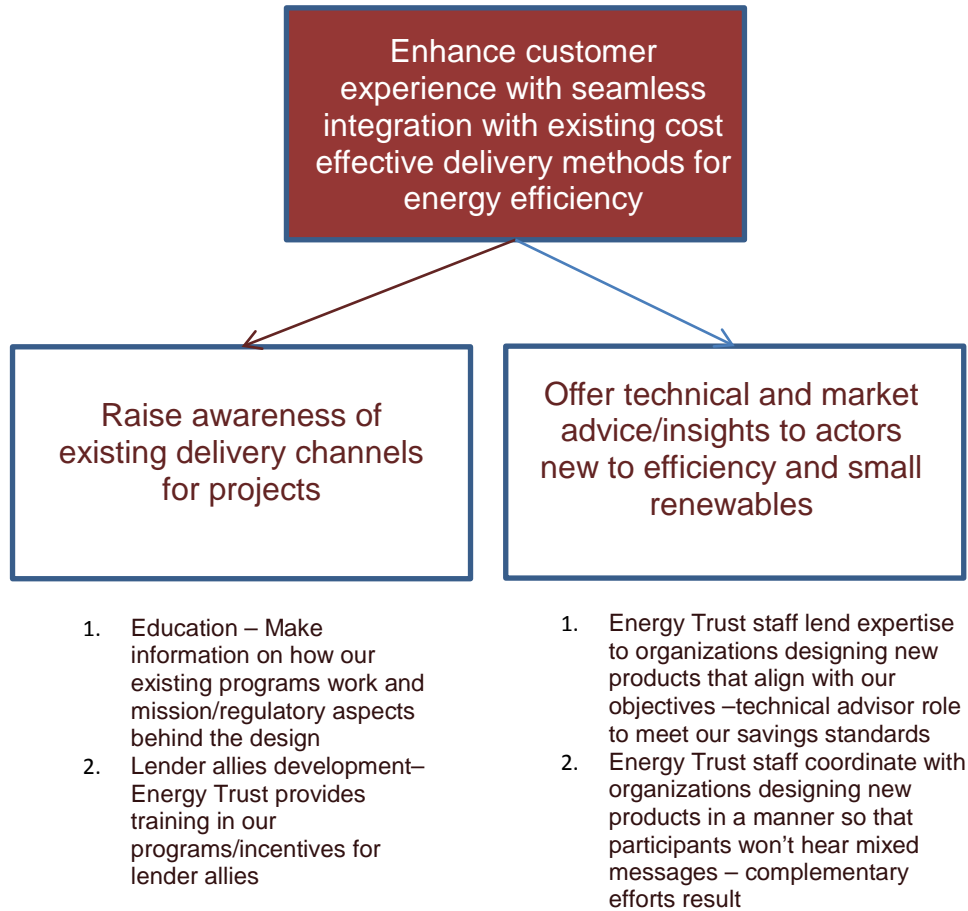 Enhance customer
experience with seamless
integration with existing cost
effective delivery methods for
energy efficiency
Raise awareness of
existing delivery channels
for projects
Offer technical and market
advice/insights to actors
new to efficiency and small
renewables
1. Education – Make
information on how our
existing programs work and
mission/regulatory aspects
behind the design
2. Lender allies development–
Energy Trust provides
training in our
programs/incentives for
lender allies
1. Energy Trust staff lend expertise
to organizations designing new
products that align with our
objectives –technical advisor role
to meet our savings standards
2. Energy Trust staff coordinate with
organizations designing new
products in a manner so that
participants won’t hear mixed
messages – complementary
efforts result